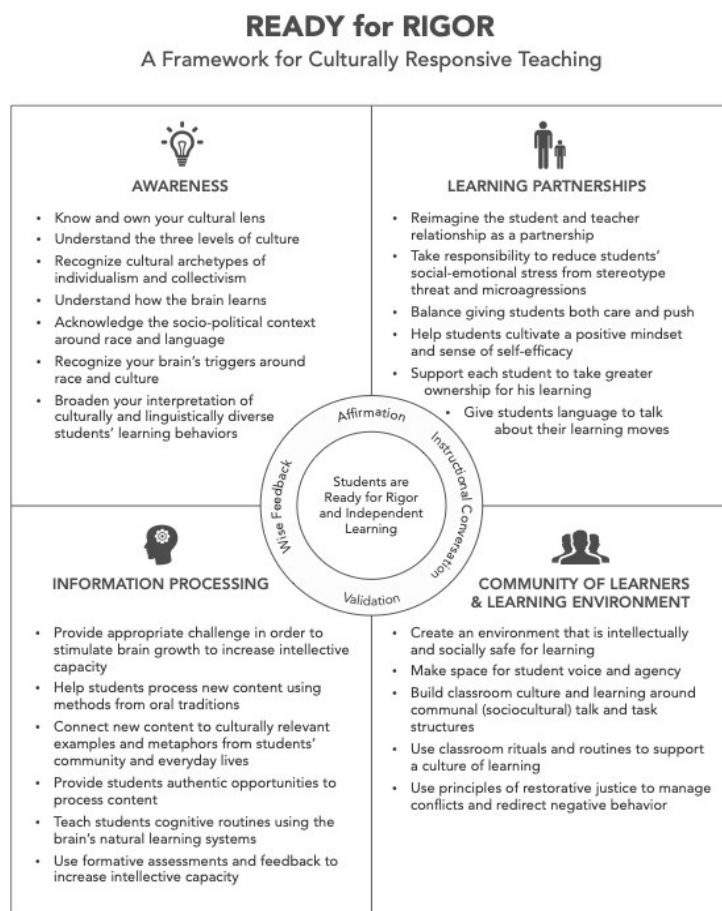 READY for RIGOR
A Framework for Culturally Responsive Teaching
AWARENESS
• Know and own your cultural lens
• Understand the three levels of culture
• Recognize cultural archetypes of
individualism and collectivism
• Understand how the brain learns
• Acknowledge the socio-political context
around race and language
• Recognize your brain's triggers around
race and culture
• Broaden your interpretation of
culturally and linguistically diverse
students' learning behaviors
LEARNING PARTNERSHIPS
• Reimagine the student and teacher
relationship as a partnership
• Take responsibility to reduce students'
social-emotional stress from stereotype
threat and microagressions
• Balance giving students both care and push
• Help students cultivate a positive mindset
and sense of self-efficacy
• Support each student to take greater
ownership for his learning
• Give students language to talk
about their learning moves
Affirmation
Instructional Conversation
Validation
Wise Feedback
Students are
Ready for Rigor
and Independent
Learning
INFORMATION PROCESSING
• Provide appropriate challenge in order to
stimulate brain growth to increase intellective
capacity
• Help students process new content using
methods from oral traditions
• Connect new content to culturally relevant
examples and metaphors from students'
community and everyday lives
• Provide students authentic opportunities to
process content
• Teach students cognitive routines using the
brain's natural learning systems
• Use formative assessments and feedback to
increase intellective capacity
COMMUNITY OF LEARNERS
& LEARNING ENVIRONMENT
• Create an environment that is intellectually
and socially safe for learning
• Make space for student voice and agency
• Build classroom culture and learning around
communal (sociocultural) talk and task
structures
• Use classroom rituals and routines to support
a culture of learning
• Use principles of restorative justice to manage
conflicts and redirect negative behavior